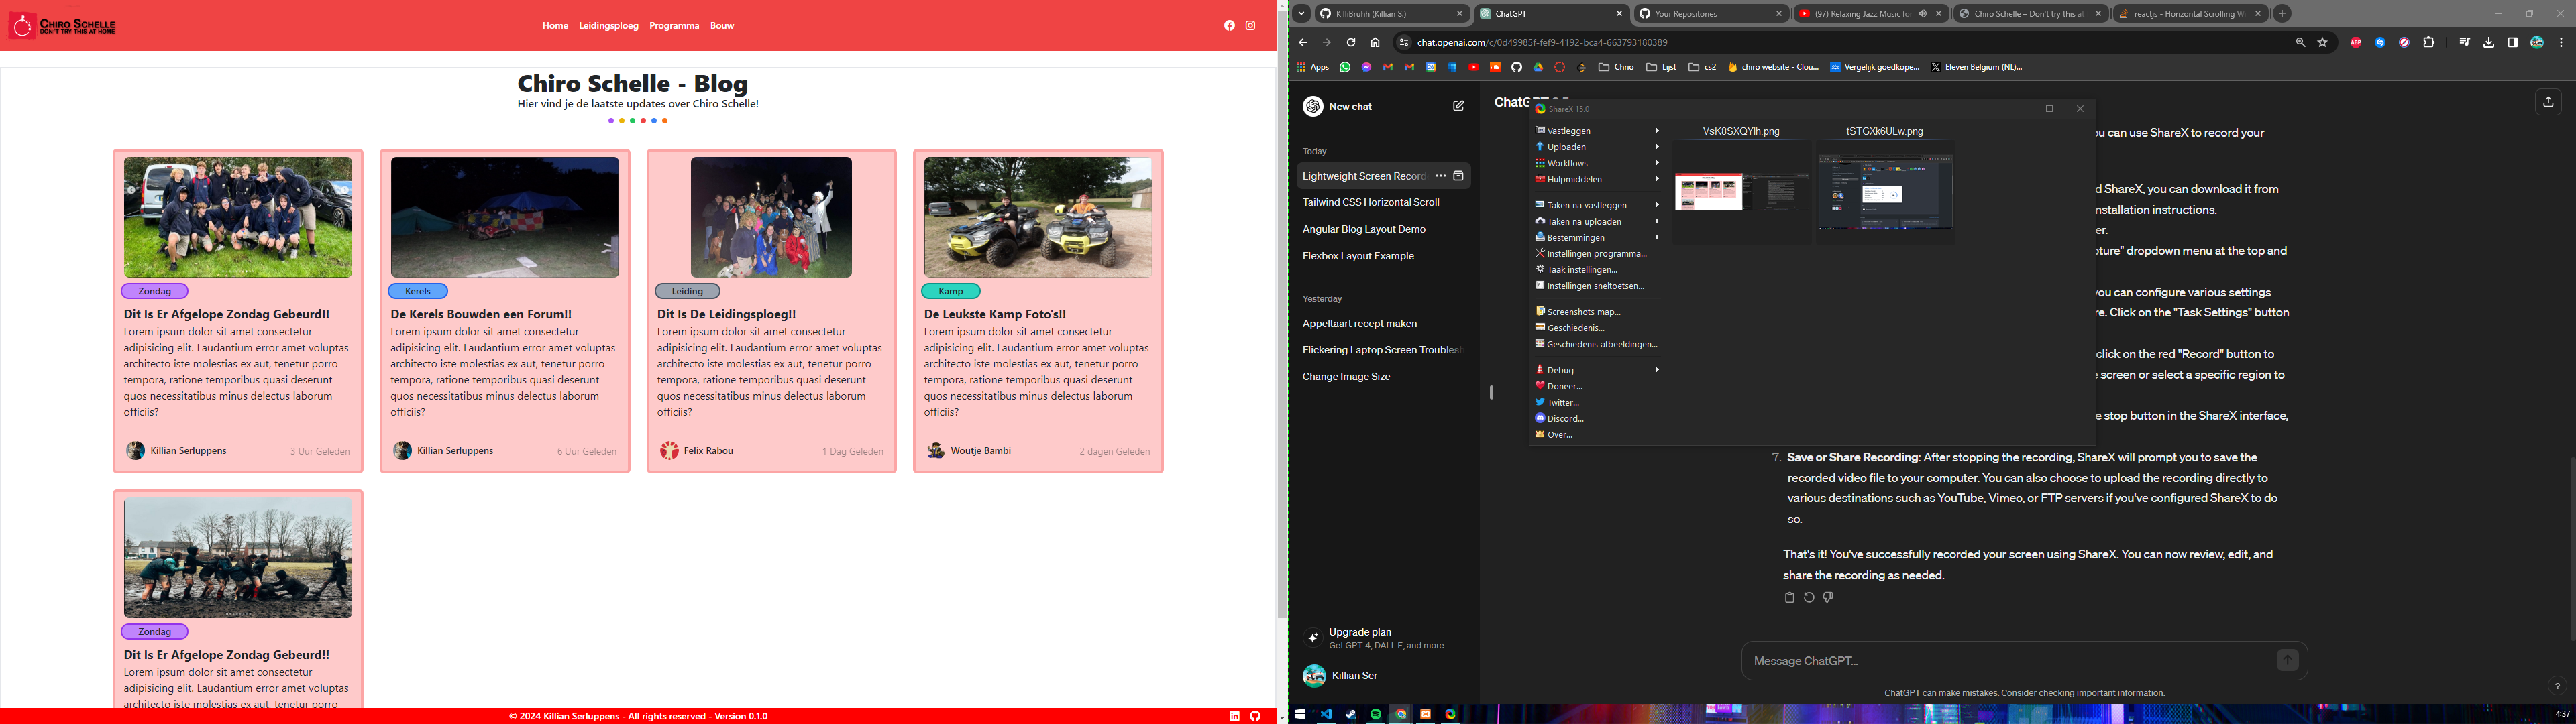 CHIRO SCHELLE
DON'T TRY THIS AT HOME
Home
Leidingsploeg
Programma
Bouw
Chiro Schelle - Blog
Hier vind je de laatste updates over Chiro Schelle!
Zondag
Dit Is Er Afgelope Zondag Gebeurd!!
Lorem ipsum dolor sit amet consectetur
adipisicing elit. Laudantium error amet voluptas
architecto iste molestias ex aut, tenetur porro
tempora, ratione temporibus quasi deserunt
quos necessitatibus minus delectus laborum
officiis?
Killian Serluppens
3 Uur Geleden
Kerels
De Kerels Bouwden een Forum!!
Lorem ipsum dolor sit amet consectetur
adipisicing elit. Laudantium error amet voluptas
architecto iste molestias ex aut, tenetur porro
tempora, ratione temporibus quasi deserunt
quos necessitatibus minus delectus laborum
officiis?
Killian Serluppens
6 Uur Geleden
Leiding
Dit Is De Leidingsploeg!!
Lorem ipsum dolor sit amet consectetur
adipisicing elit. Laudantium error amet voluptas
architecto iste molestias ex aut, tenetur porro
tempora, ratione temporibus quasi deserunt
quos necessitatibus minus delectus laborum
officiis?
Felix Rabou
1 Dag Geleden
Kamp
De Leukste Kamp Foto's!!
Lorem ipsum dolor sit amet consectetur
adipisicing elit. Laudantium error amet voluptas
architecto iste molestias ex aut, tenetur porro
tempora, ratione temporibus quasi deserunt
quos necessitatibus minus delectus laborum
officiis?
Woutje Bambi
2 dagen Geleden
Zondag
Dit Is Er Afgelope Zondag Gebeurd!!
Lorem ipsum dolor sit amet consectetur
adipisicing elit. Laudantium error amet voluptas
architecto iste molestias ex aut, tenetur porro
© 2024 Killian Serluppens - All rights reserved - Version 0.1.0
KilliBruhh (Killian S.)
ChatGPT
Your Repositories
(97) Relaxing Jazz Music for
Chiro Schelle – Don't try this at
reactjs - Horizontal Scrolling W
chat.openai.com/c/0d49985f-fef9-4192-bca4-663793180389
Apps
Chrio
Lijst
cs2
chiro website - Clou...
Vergelijk goedkope...
Eleven Belgium (NL)...
New chat
Today
Lightweight Screen Record
Tailwind CSS Horizontal Scroll
Angular Blog Layout Demo
Flexbox Layout Example
Yesterday
Appeltaart recept maken
Flickering Laptop Screen Troubles
Change Image Size
Upgrade plan
Get GPT-4, DALL·E, and more
Killian Ser
ShareX 15.0
Vastleggen
Uploaden
Workflows
Hulpmiddelen
Taken na vastleggen
Taken na uploaden
Bestemmingen
Instellingen programma...
Taak instellingen...
Instellingen sneltoetsen...
Screenshots map...
Geschiedenis...
Geschiedenis afbeeldingen...
Debug
Doneer...
Twitter...
Discord...
Over...
VsK8SXQYlh.png
tSTGXk6ULw.png
can use ShareX to record your
ShareX, you can download it from
installation instructions.
dropdown menu at the top and
you can configure various settings
Click on the "Task Settings" button
click on the red "Record" button to
screen or select a specific region to
stop button in the ShareX interface,
7. Save or Share Recording: After stopping the recording, ShareX will prompt you to save the
recorded video file to your computer. You can also choose to upload the recording directly to
various destinations such as YouTube, Vimeo, or FTP servers if you've configured ShareX to do
so.
That's it! You've successfully recorded your screen using ShareX. You can now review, edit, and
share the recording as needed.
Message ChatGPT...
ChatGPT can make mistakes. Consider checking important information.
?
4:37